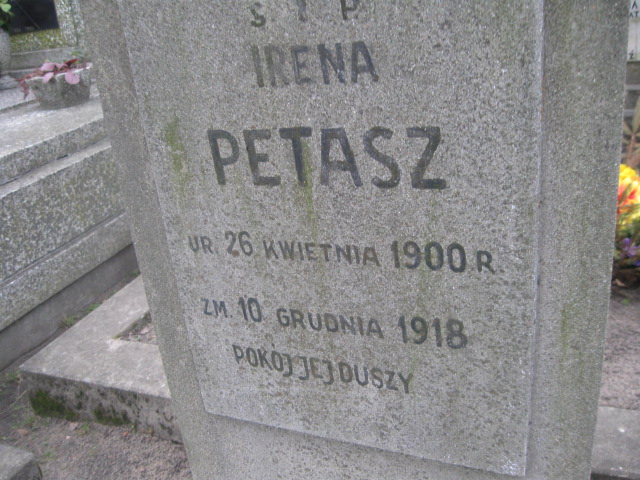 Ś T P
IRENA
PETASZ
UR. 26 KWIETNIA 1900 R.
ZM. 10 GRUDNIA 1918
POKÓJ JEJ DUSZY